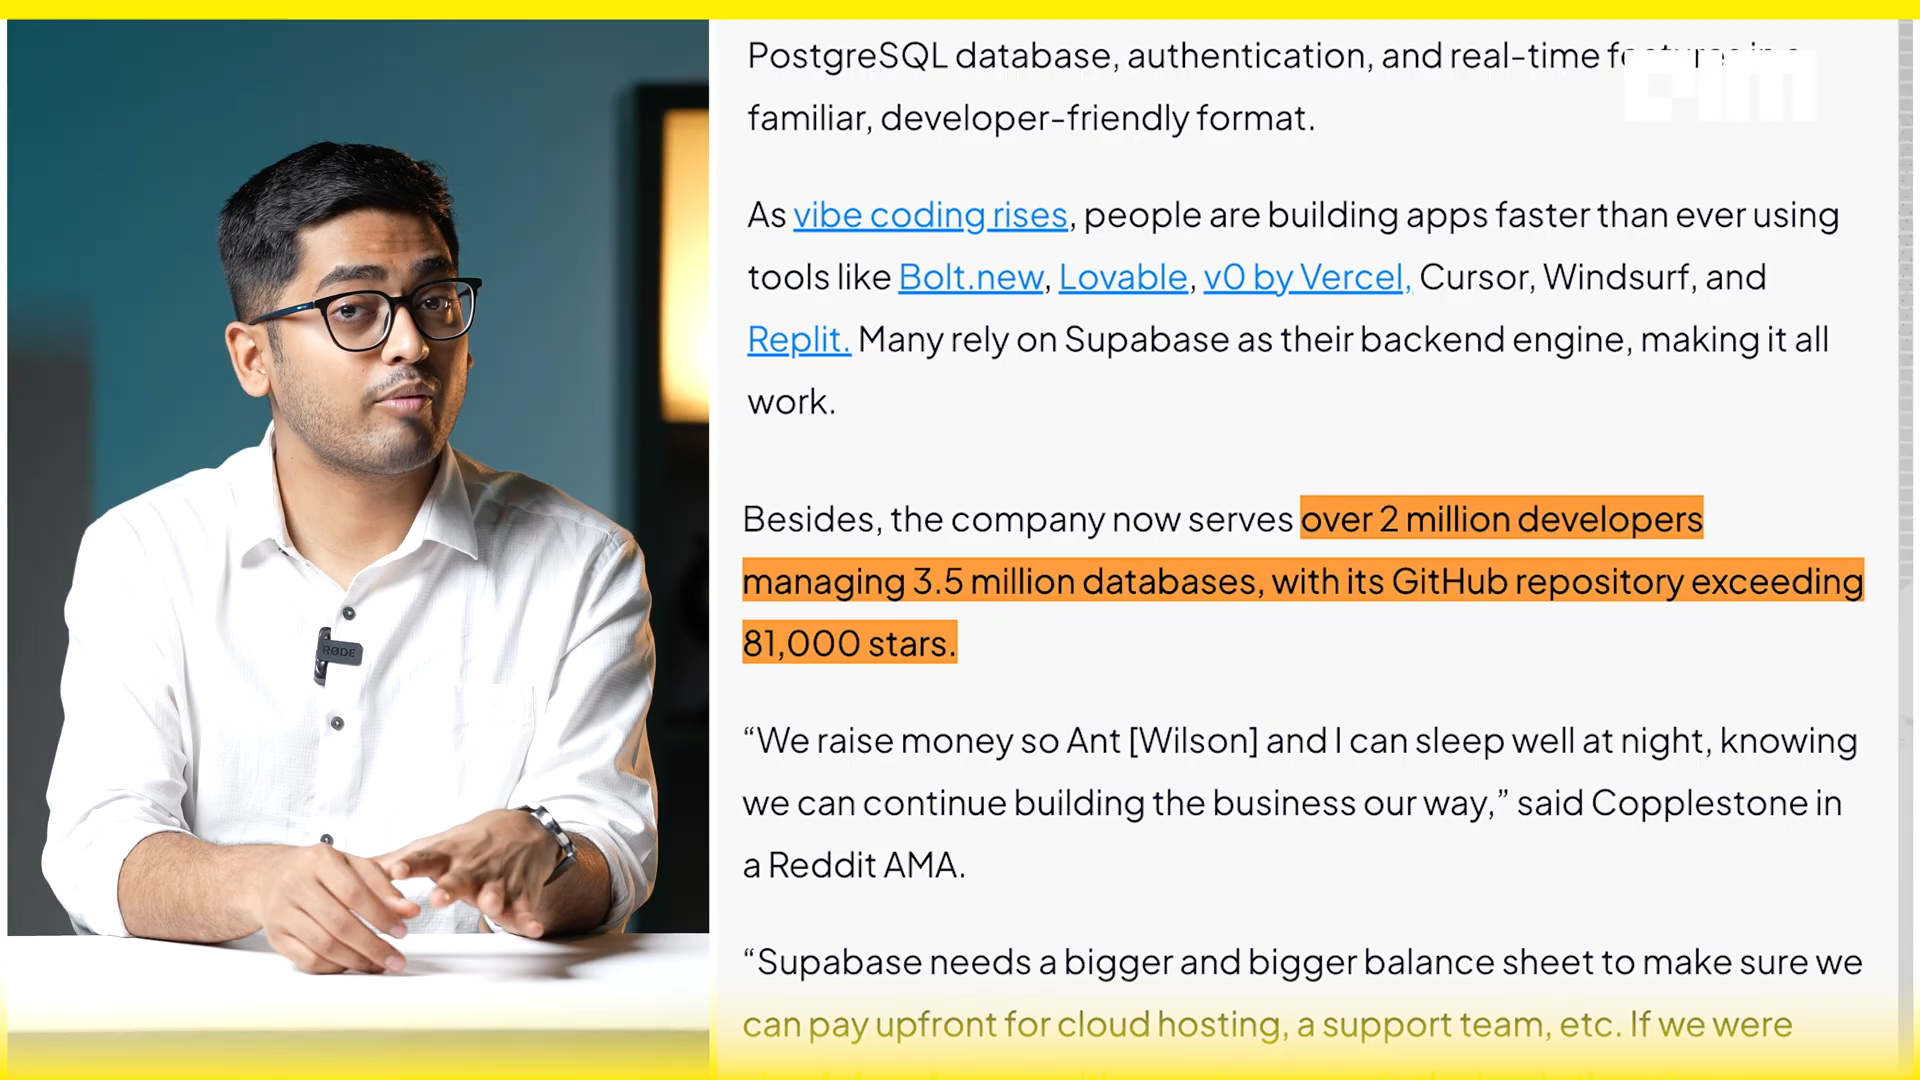 PostgreSQL database, authentication, and real-time features in a
familiar, developer-friendly format.
AIM
As vibe coding rises, people are building apps faster than ever using
tools like Bolt.new, Lovable, v0 by Vercel, Cursor, Windsurf, and
Replit. Many rely on Supabase as their backend engine, making it all
work.
Besides, the company now serves over 2 million developers
managing 3.5 million databases, with its GitHub repository exceeding
81,000 stars.
RØDE
“We raise money so Ant [Wilson] and I can sleep well at night, knowing
we can continue building the business our way,” said Copplestone in
a Reddit AMA.
“Supabase needs a bigger and bigger balance sheet to make sure we
can pay upfront for cloud hosting, a support team, etc. If we were